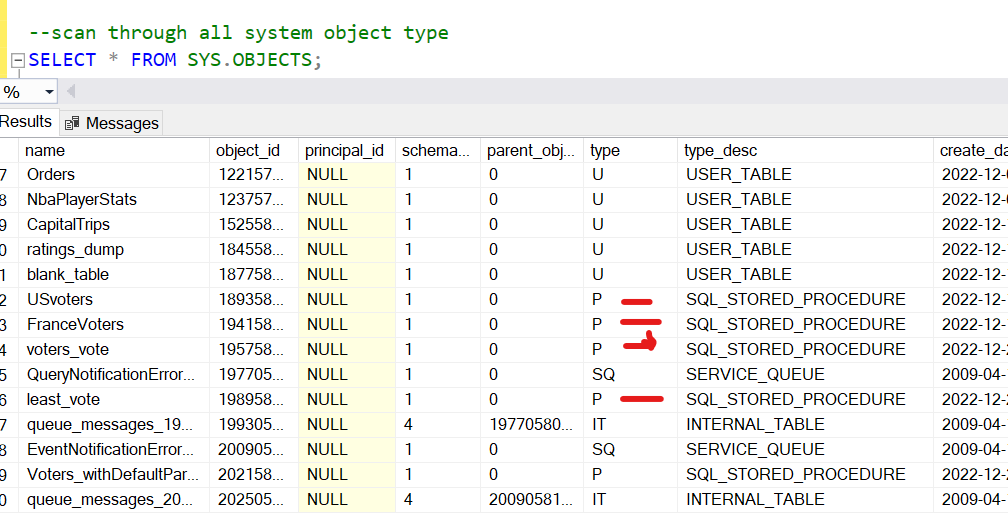 --scan through all system object type
SELECT * FROM SYS.OBJECTS;
%
Results Messages
name object_id principal_id schema... parent_obj... type type_desc create_da
7 Orders 122157... NULL 1 0 U USER_TABLE 2022-12-
8 NbaPlayerStats 123757... NULL 1 0 U USER_TABLE 2022-12-
9 CapitalTrips 152558... NULL 1 0 U USER_TABLE 2022-12-
0 ratings_dump 184558... NULL 1 0 U USER_TABLE 2022-12-
1 blank_table 187758... NULL 1 0 U USER_TABLE 2022-12-
2 USvoters 189358... NULL 1 0 P SQL_STORED_PROCEDURE 2022-12-
3 FranceVoters 194158... NULL 1 0 P SQL_STORED_PROCEDURE 2022-12-
4 voters_vote 195758... NULL 1 0 P SQL_STORED_PROCEDURE 2022-12-
5 QueryNotificationError... 197705... NULL 1 0 SQ SERVICE_QUEUE 2009-04-
6 least_vote 198958... NULL 1 0 P SQL_STORED_PROCEDURE 2022-12-
7 queue_messages_19... 199305... NULL 4 19770580... IT INTERNAL_TABLE 2009-04-
8 EventNotificationError... 200905... NULL 1 0 SQ SERVICE_QUEUE 2009-04-
9 Voters_withDefaultPar... 202158... NULL 1 0 P SQL_STORED_PROCEDURE 2022-12-
0 queue_messages_20... 202505... NULL 4 20090581... IT INTERNAL_TABLE 2009-04-